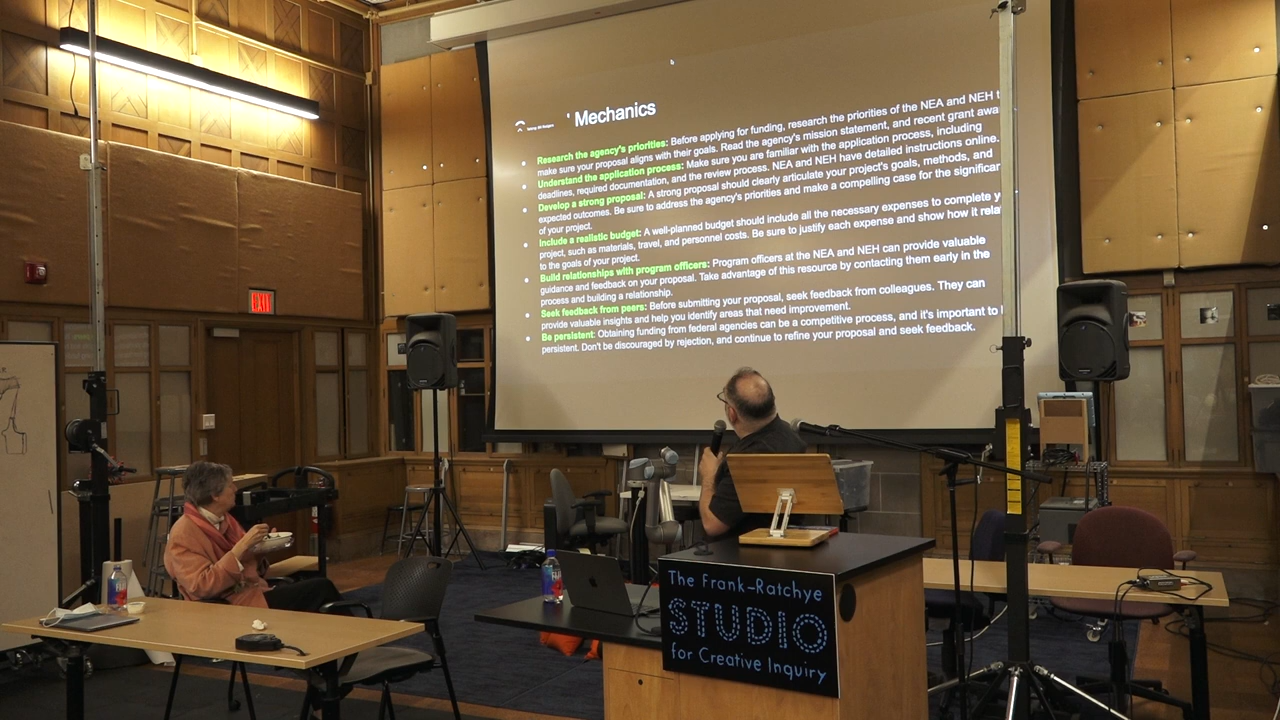 ' Mechanics
Research the agency's priorities: Before applying for funding, research the priorities of the NEA and NEH t
make sure your proposal aligns with their goals. Read the agency's mission statement, and recent grant awa
Understand the application process: Make sure you are familiar with the application process, including
deadlines, required documentation, and the review process. NEA and NEH have detailed instructions online.
Develop a strong proposal: A strong proposal should clearly articulate your project's goals, methods, and
expected outcomes. Be sure to address the agency's priorities and make a compelling case for the significan
of your project.
Include a realistic budget: A well-planned budget should include all the necessary expenses to complete y
project, such as materials, travel, and personnel costs. Be sure to justify each expense and show how it rela
to the goals of your project.
Build relationships with program officers: Program officers at the NEA and NEH can provide valuable
guidance and feedback on your proposal. Take advantage of this resource by contacting them early in the
process and building a relationship.
Seek feedback from peers: Before submitting your proposal, seek feedback from colleagues. They can
provide valuable insights and help you identify areas that need improvement.
Be persistent: Obtaining funding from federal agencies can be a competitive process, and it's important to
persistent. Don't be discouraged by rejection, and continue to refine your proposal and seek feedback.
EXIT
The Frank-Ratchye
STUDIO
for Creative Inquiry